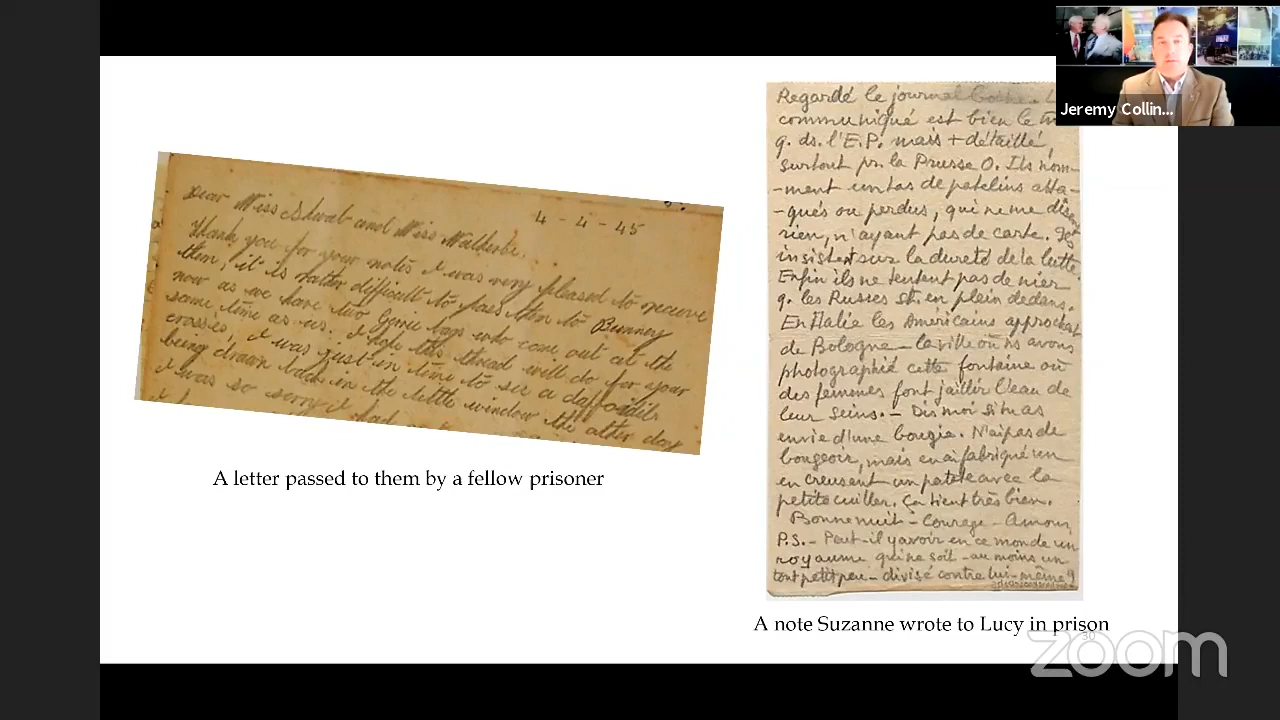 Dear Miss Shwab and Miss Malherbe,
4 - 4 - 45
Thank you for your notes I was very pleased to receive
them, it is rather difficult to pass them to Bunney
now as we have two Gerrie boys who come out at the
same time as us. I hope this thread will do for your
crosses, I was just in time to see a daffodil
being drawn back in the little window the other day
I was so sorry I had
A letter passed to them by a fellow prisoner
Regardé le journal boche. L
communiqué est bien le
q. ds. l'E.P. mais + détaillé,
surtout pr. la Prusse O. Ils nom-
-ment un tas de patelins atta-
-qués ou perdus, qui ne me disent
rien, n'ayant pas de carte. Ils
insistent sur la dureté de la lutte.
Enfin ils ne tentent pas de nier
q. les Russes st. en plein dedans.
En Italie les Américains approchent
de Bologne - la ville où ns avons
photographié cette fontaine où
des femmes font jaillir l'eau de
leur seins. - Dis moi si tu as
envie d'une bougie. N'ai pas de
bougeoir, mais en ai fabriqué un
en creusant un patate avec la
petite cuiller. Ça tient très bien.
Bonne nuit - Courage - Amour,
P.S. - Peut-il y avoir en ce monde un
royaume qui ne soit - au moins un
tout petit peu - divisé contre lui-même?
A note Suzanne wrote to Lucy in prison
30
Jeremy Collin...
zoom